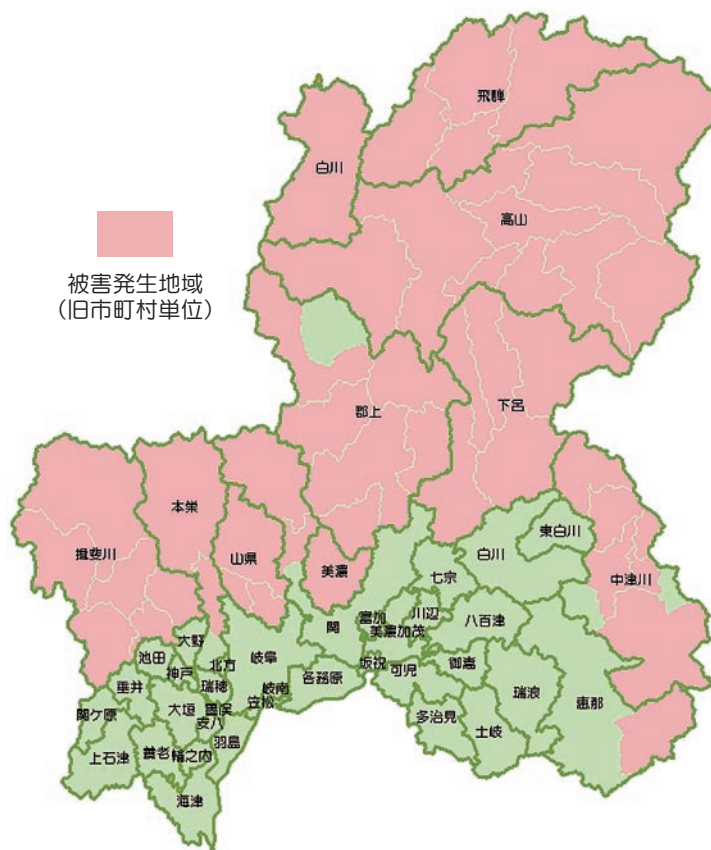 飛騨
白川
高山
被害発生地域
(旧市町村単位)
郡上
下呂
本栄
揖斐川
山県
美濃
東白川
白川
七宗
中津川
関
富加
川辺
美濃加茂
八百津
大野
池田
神戸
北方
岐阜
垂井
瑞穂
岐南
各務原
坂祝
可児
御嵩
瑞浪
恵那
関ケ原
大垣
墨俣
笠松
安八
多治見
土岐
上石津
養老
輪之内
羽島
海津